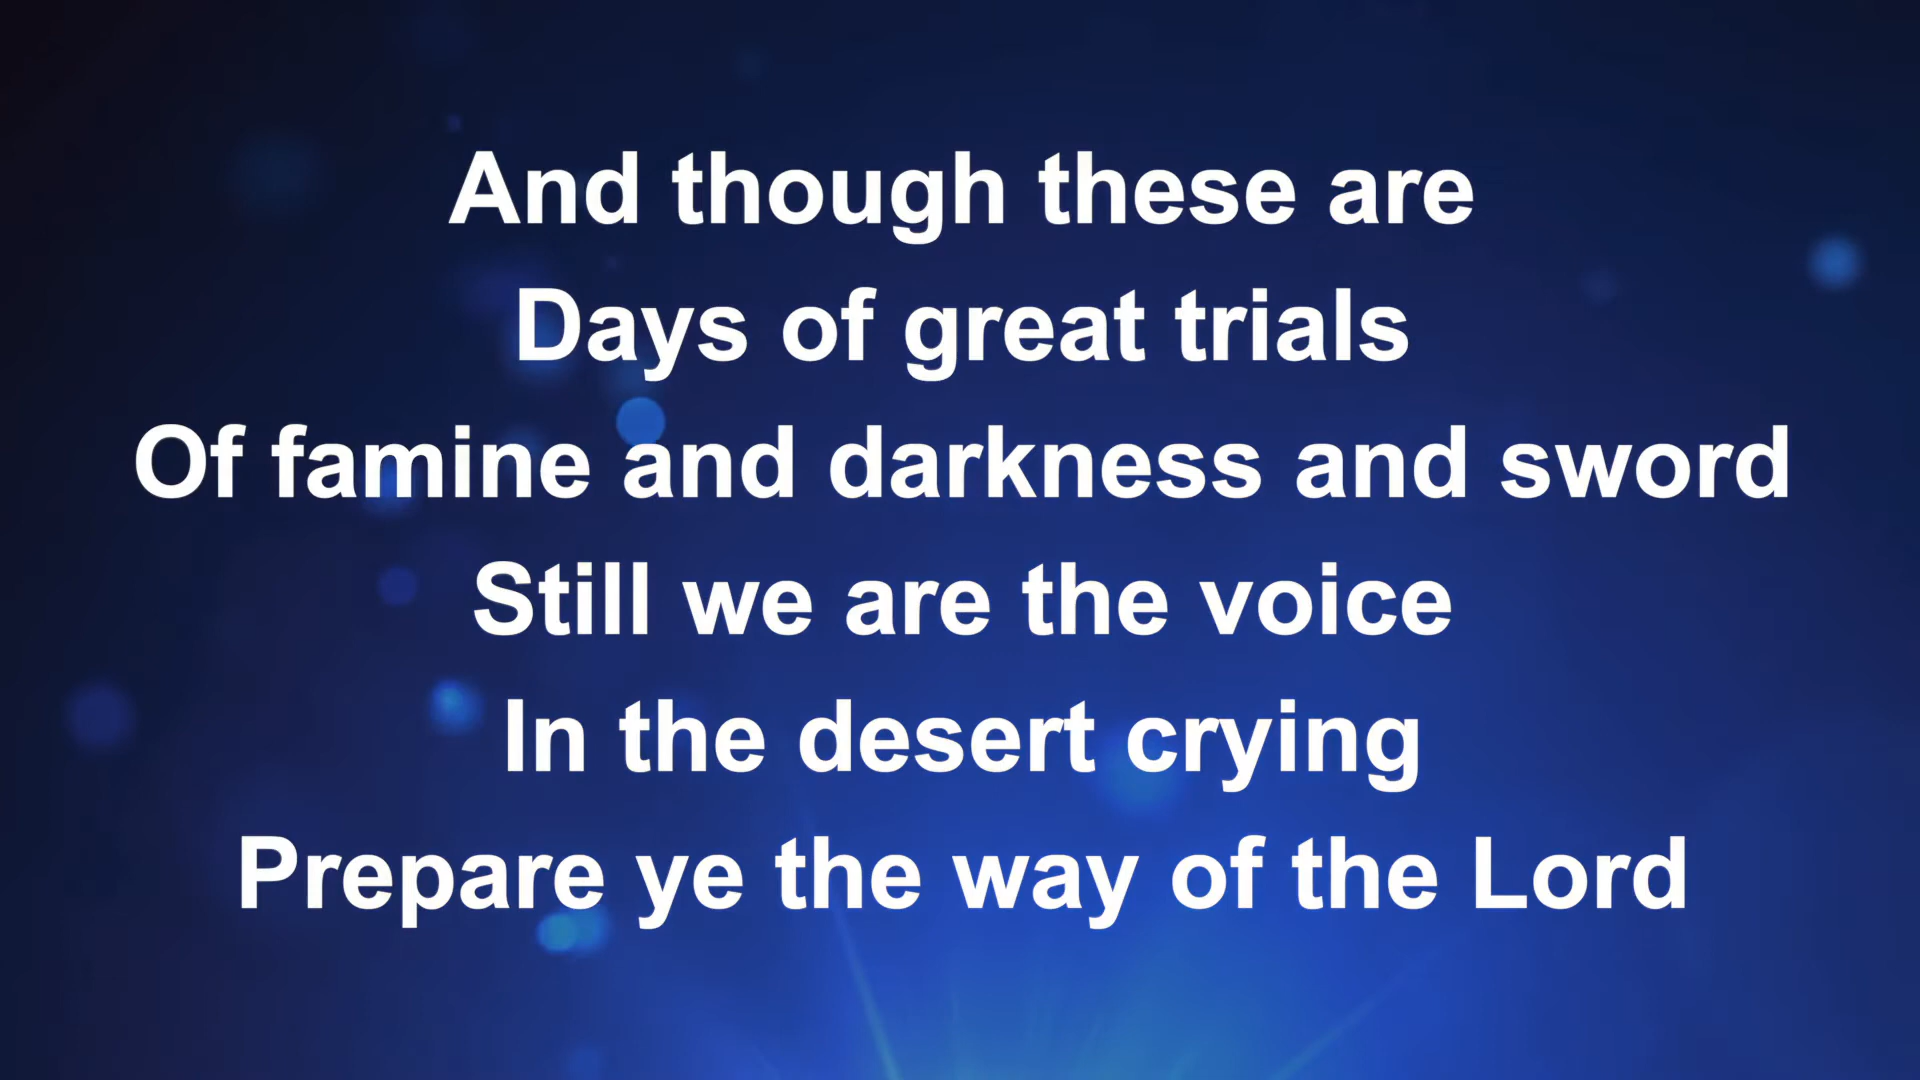 And though these are
Days of great trials
Of famine and darkness and sword
Still we are the voice
In the desert crying
Prepare ye the way of the Lord